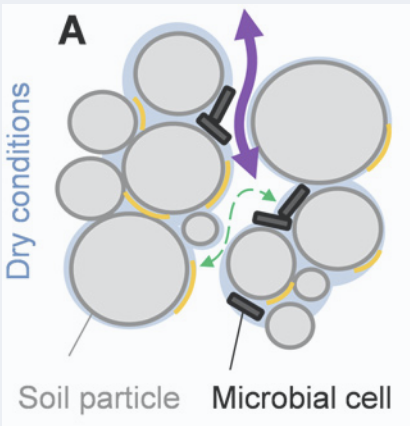 A
Dry conditions
Soil particle
Microbial cell